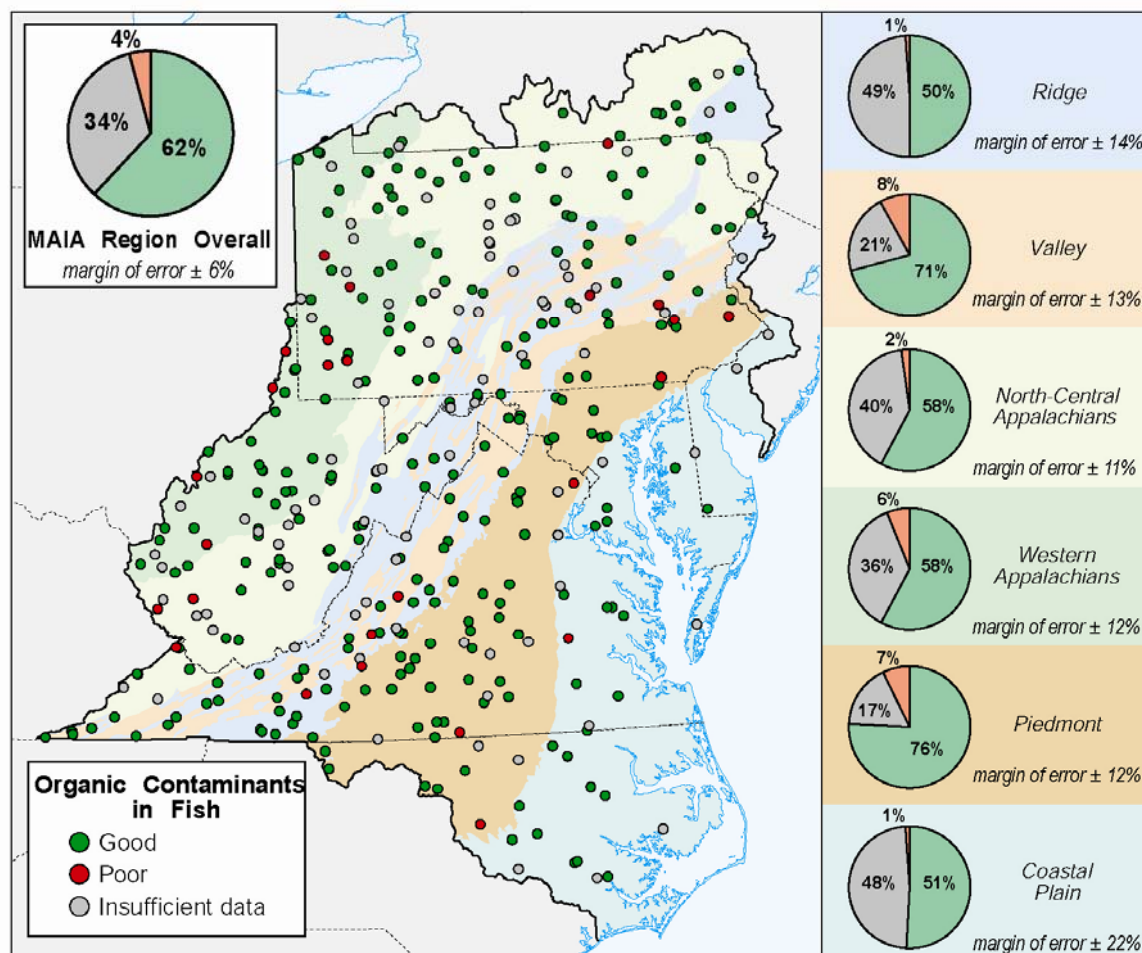 4%
34%
62%
MAIA Region Overall
margin of error ± 6%
Organic Contaminants
in Fish
Good
Poor
Insufficient data
1%
49%
50%
Ridge
margin of error ± 14%
8%
21%
71%
Valley
margin of error ± 13%
2%
40%
58%
North-Central
Appalachians
margin of error ± 11%
6%
36%
58%
Western
Appalachians
margin of error ± 12%
7%
17%
76%
Piedmont
margin of error ± 12%
1%
48%
51%
Coastal
Plain
margin of error ± 22%